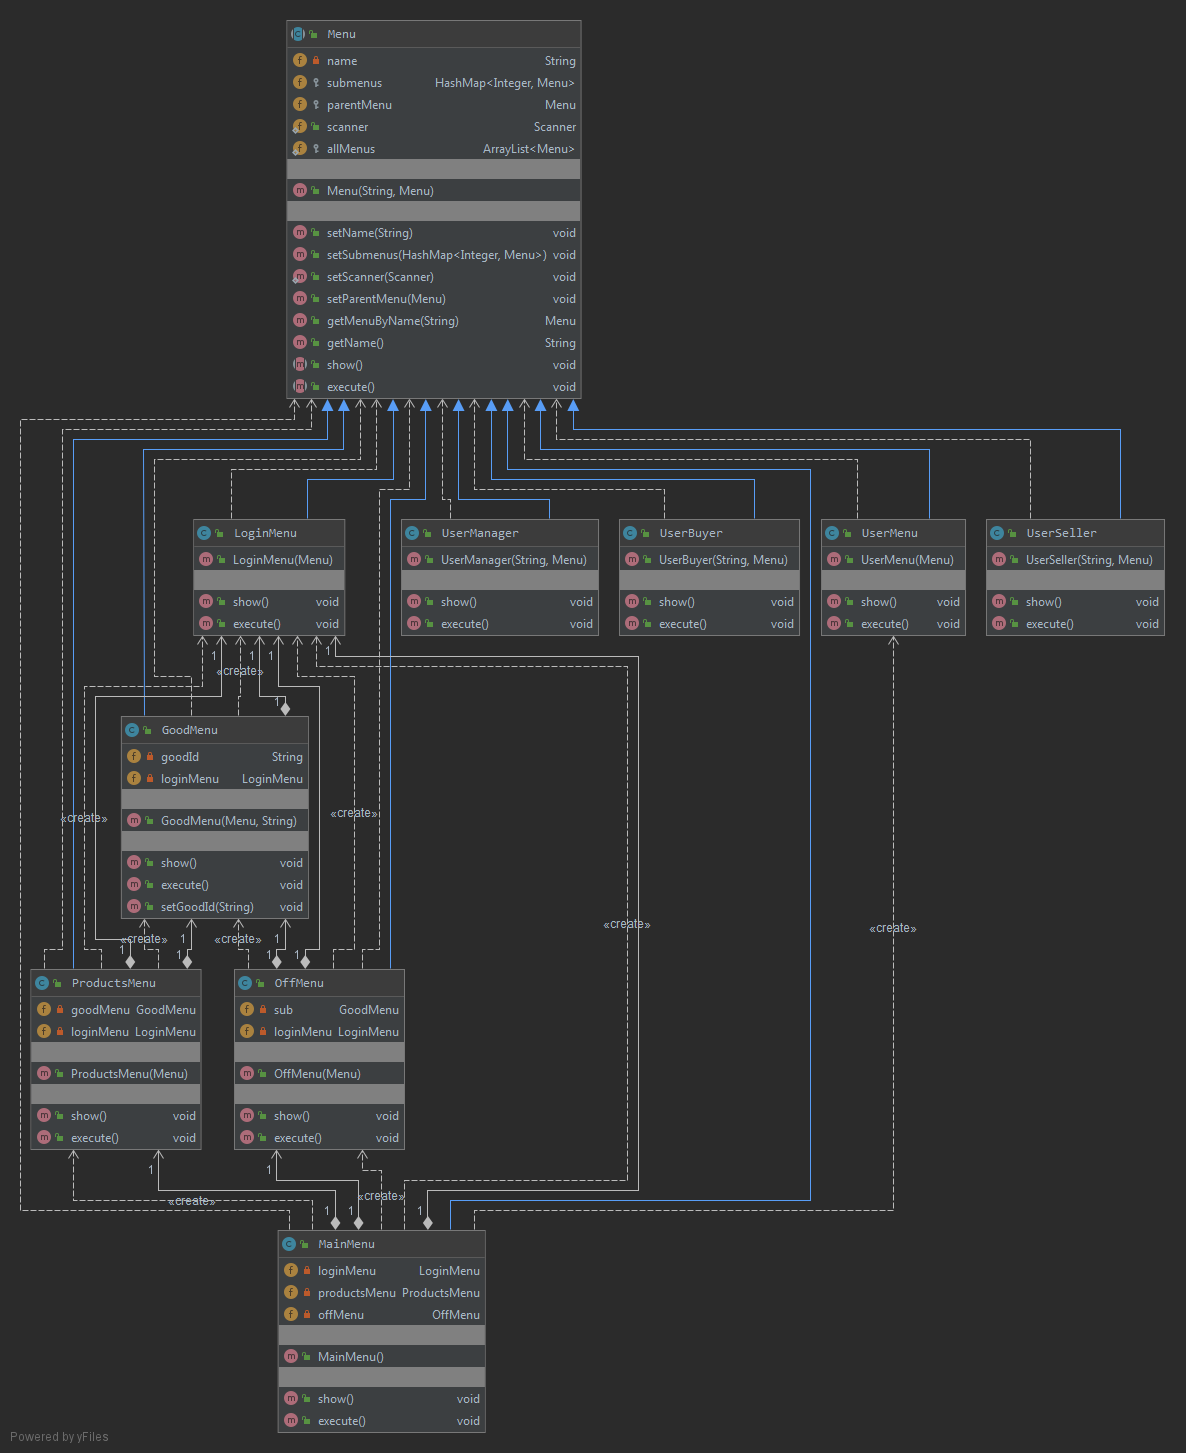 Menu
name String
submenus HashMap<Integer, Menu>
parentMenu Menu
scanner Scanner
allMenus ArrayList<Menu>
Menu(String, Menu)
setName(String) void
setSubmenus(HashMap<Integer, Menu>) void
setScanner(Scanner) void
setParentMenu(Menu) void
getMenuByName(String) Menu
getName() String
show() void
execute() void
LoginMenu
LoginMenu(Menu)
show() void
execute() void
UserManager
UserManager(String, Menu)
show() void
execute() void
UserBuyer
UserBuyer(String, Menu)
show() void
execute() void
UserMenu
UserMenu(Menu)
show() void
execute() void
UserSeller
UserSeller(String, Menu)
show() void
execute() void
1 1 1 1
«create»
1
GoodMenu
goodId String
loginMenu LoginMenu
GoodMenu(Menu, String)
show() void
execute() void
setGoodId(String) void
«create»
«create»
«create»
«create»
«create»
«create»
1 1 1 1
1 1
ProductsMenu
goodMenu GoodMenu
loginMenu LoginMenu
ProductsMenu(Menu)
show() void
execute() void
OffMenu
sub GoodMenu
loginMenu LoginMenu
OffMenu(Menu)
show() void
execute() void
1 1
«create»
«create»
1 1 1
MainMenu
loginMenu LoginMenu
productsMenu ProductsMenu
offMenu OffMenu
MainMenu()
show() void
execute() void
Powered by yFiles